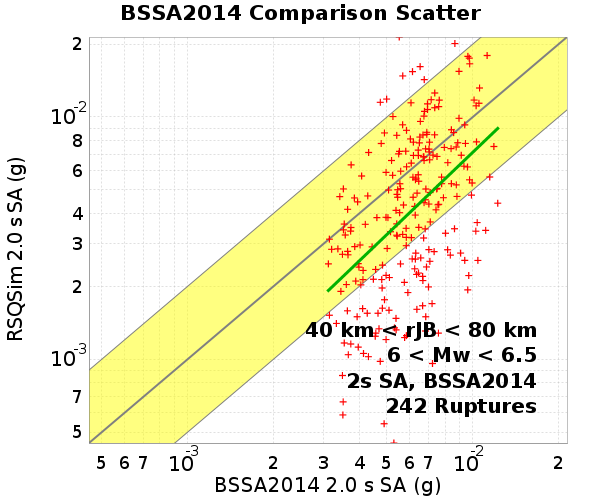 BSSA2014 Comparison Scatter
RSQSim 2.0 s SA (g)
2
10-2
8
6
4
3
2
10-3
7
5
40 km < rJB < 80 km
6 < Mw < 6.5
2s SA, BSSA2014
242 Ruptures
5 6 7 10-3 2 3 4 5 6 7 10-2 2
BSSA2014 2.0 s SA (g)